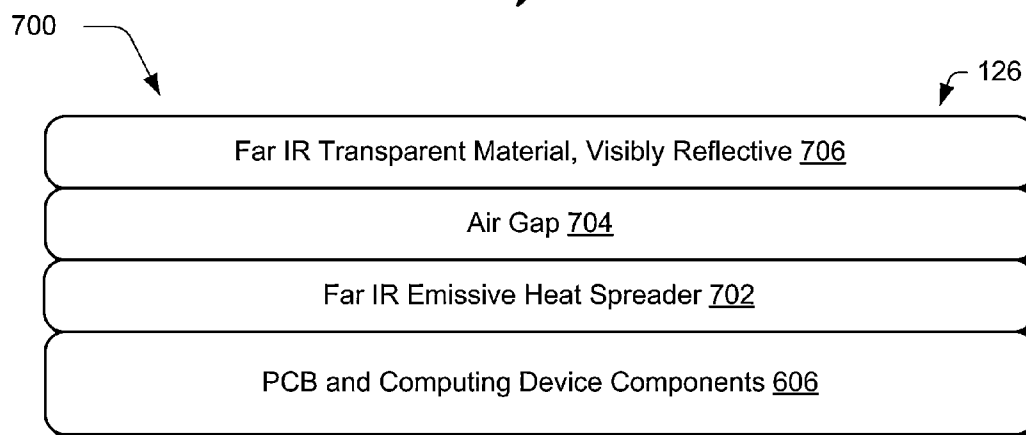 700
126
Far IR Transparent Material, Visibly Reflective 706
Air Gap 704
Far IR Emissive Heat Spreader 702
PCB and Computing Device Components 606